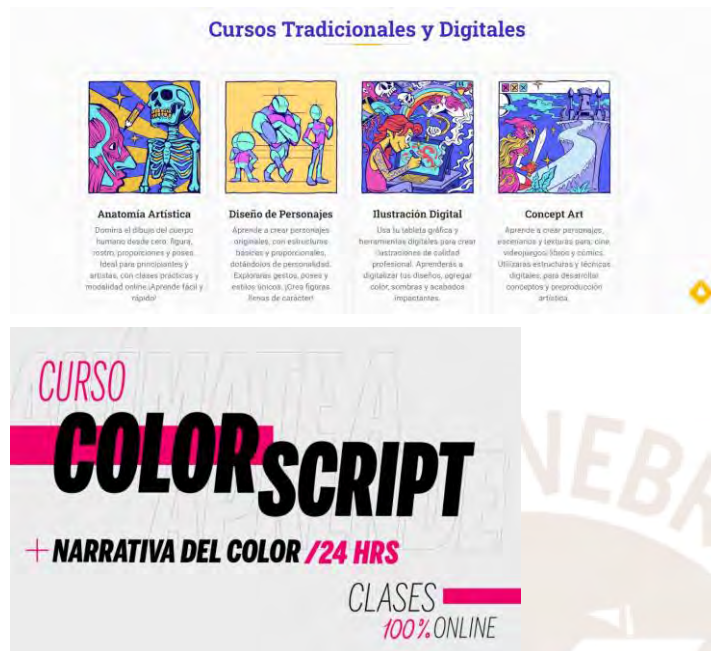 Cursos Tradicionales y Digitales
Anatomía Artística
Domina el dibujo del cuerpo
humano desde cero: figura,
rostro, proporciones y poses.
Ideal para principiantes y
artistas, con clases prácticas y
modalidad online ¡Aprende fácil y
rápido!
Diseño de Personajes
Aprende a crear personajes
originales, con estructuras
básicas y proporcionales,
dotándolos de personalidad.
Explorarás gestos, poses y
estilos únicos. ¡Crea figuras
llenas de carácter!
Ilustración Digital
Usa tu tableta gráfica y
herramientas digitales para crear
ilustraciones de calidad
profesional. Aprenderás a
digitalizar tus diseños, agregar
color, sombras y acabados
impactantes.
Concept Art
Aprende a crear personajes,
escenarios y texturas para, cine,
videojuegos, libros y cómics.
Utilizarás estructuras y técnicas
digitales, para desarrollar
conceptos y preproducción
artística.
CURSO
COLOR SCRIPT
+ NARRATIVA DEL COLOR /24 HRS
CLASES
100% ONLINE
NEBR